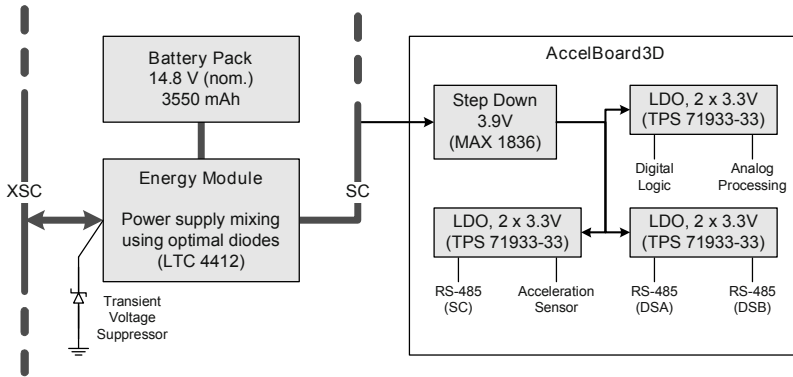 Battery Pack
14.8 V (nom.)
3550 mAh
XSC
Energy Module
Power supply mixing
using optimal diodes
(LTC 4412)
Transient
Voltage
Suppressor
SC
AccelBoard3D
Step Down
3.9V
(MAX 1836)
LDO, 2 x 3.3V
(TPS 71933-33)
Digital
Logic
Analog
Processing
LDO, 2 x 3.3V
(TPS 71933-33)
RS-485
(SC)
Acceleration
Sensor
LDO, 2 x 3.3V
(TPS 71933-33)
RS-485
(DSA)
RS-485
(DSB)